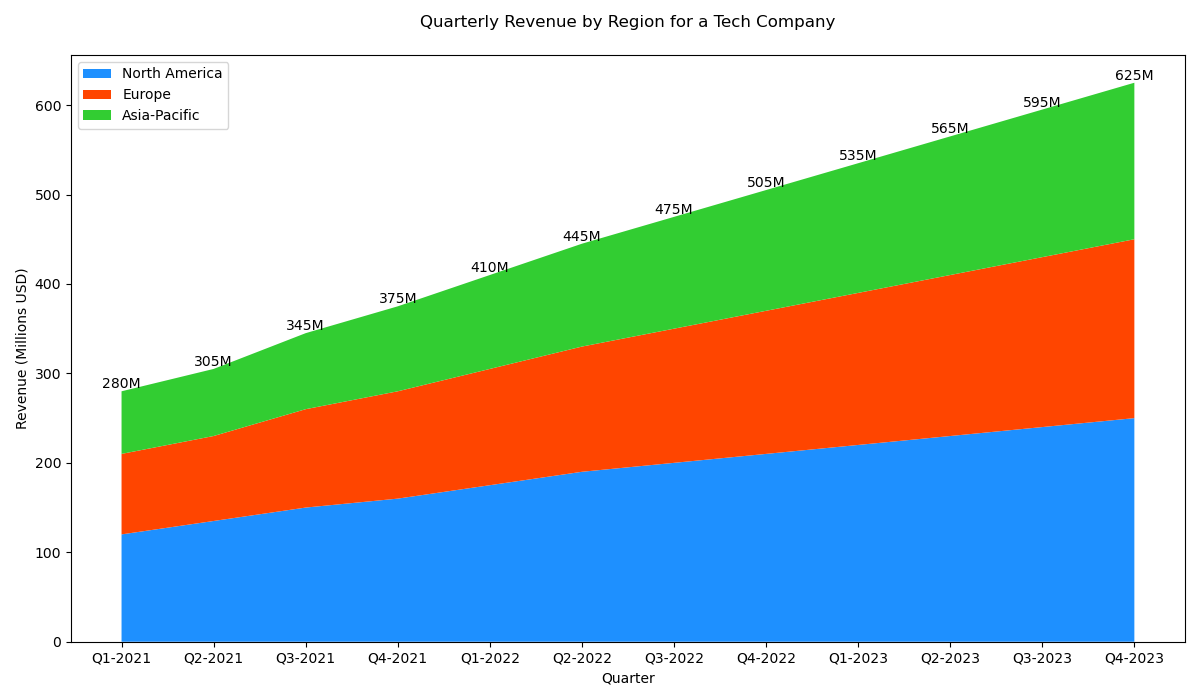 Quarterly Revenue by Region for a Tech Company
North America
Europe
Asia-Pacific
Revenue (Millions USD)
600
500
400
300
200
100
0
280M
305M
345M
375M
410M
445M
475M
505M
535M
565M
595M
625M
Q1-2021
Q2-2021
Q3-2021
Q4-2021
Q1-2022
Q2-2022
Q3-2022
Q4-2022
Q1-2023
Q2-2023
Q3-2023
Q4-2023
Quarter